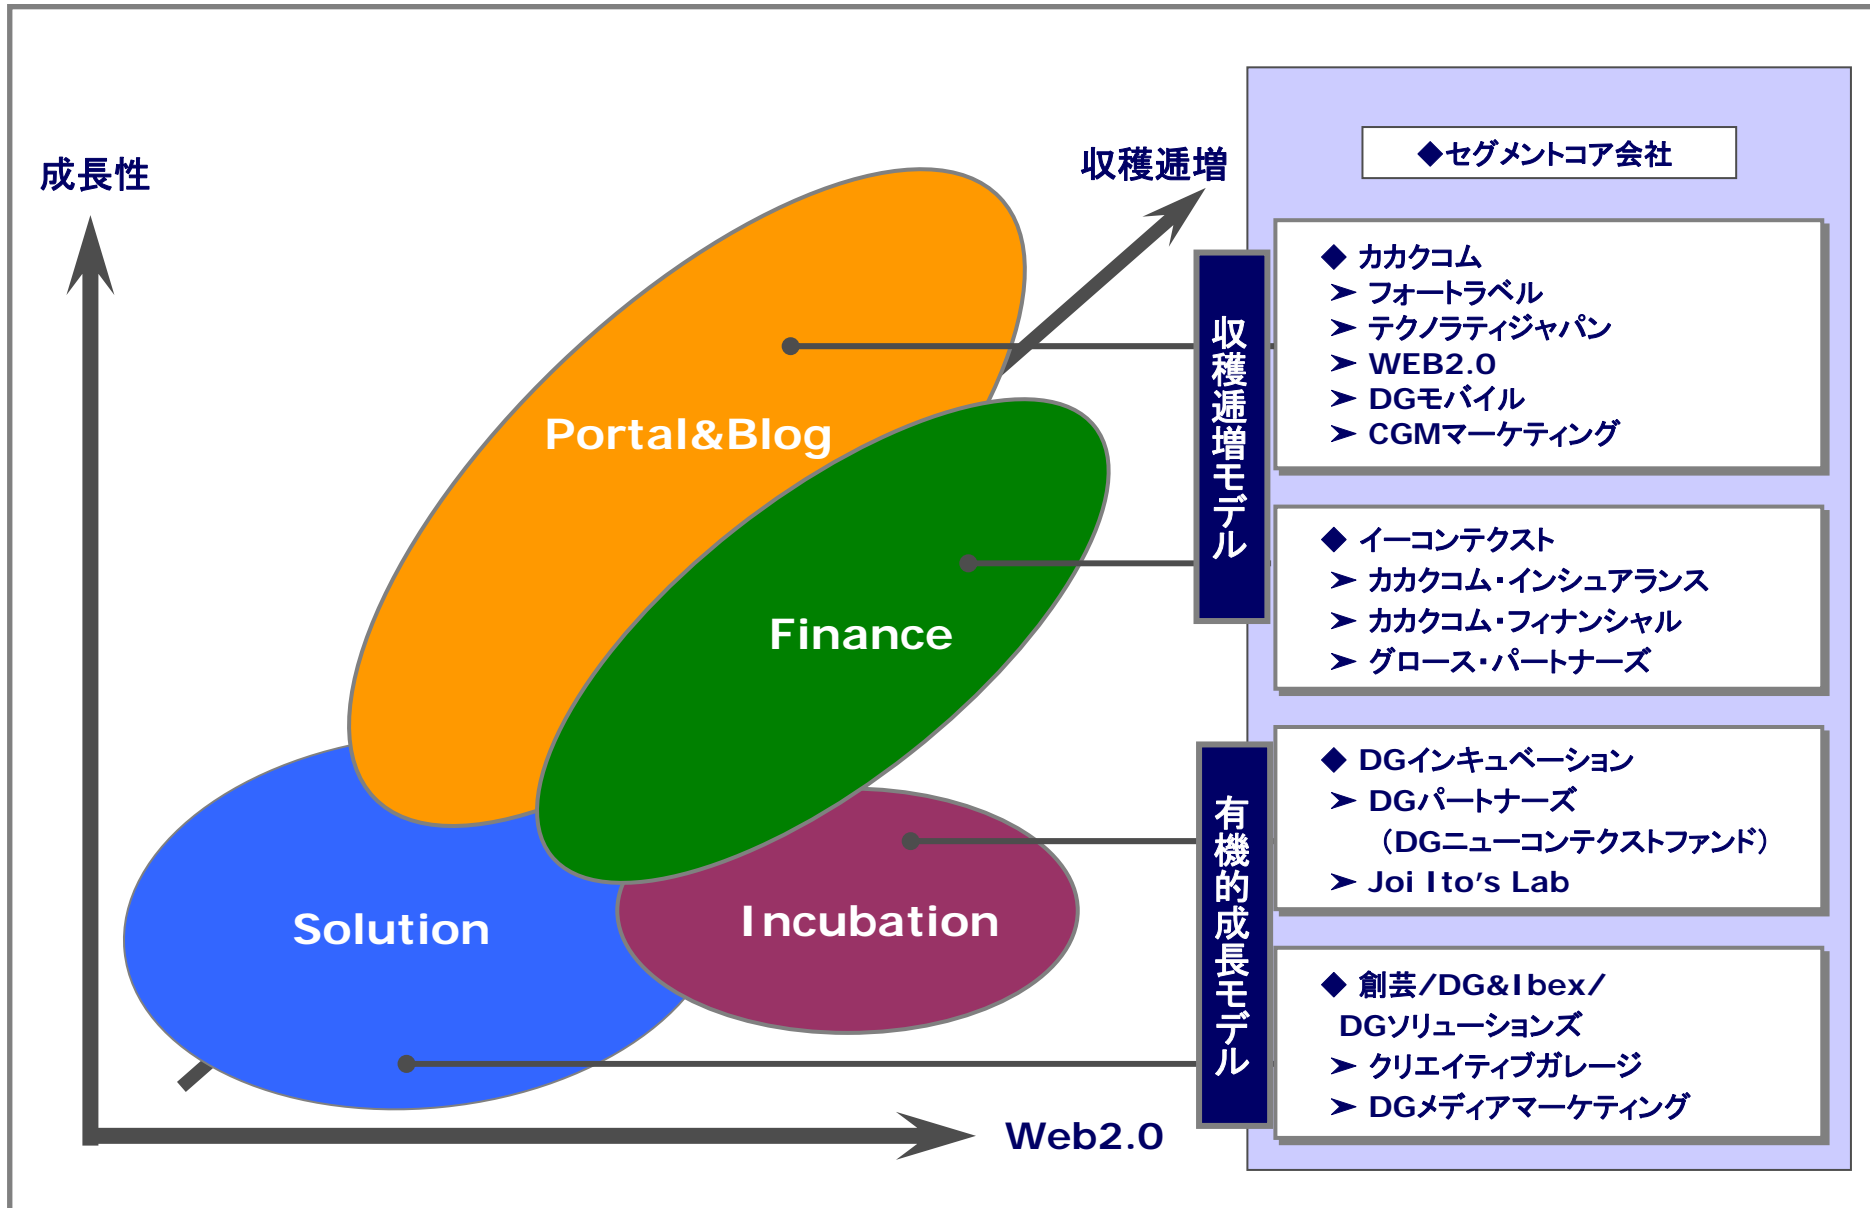 成長性
収穫逓増
Portal&Blog
Finance
Solution
Incubation
Web2.0
収穫逓増モデル
有機的成長モデル
◆セグメントコア会社
◆ カカクコム
➢ フォートラベル
➢ テクノラティジャパン
➢ WEB2.0
➢ DGモバイル
➢ CGMマーケティング
◆ イーコンテクスト
➢ カカクコム・インシュアランス
➢ カカクコム・フィナンシャル
➢ グロース・パートナーズ
◆ DGインキュベーション
➢ DGパートナーズ
（DGニューコンテクストファンド）
➢ Joi Ito's Lab
◆ 創芸/DG&Ibex/
DGソリューションズ
➢ クリエイティブガレージ
➢ DGメディアマーケティング